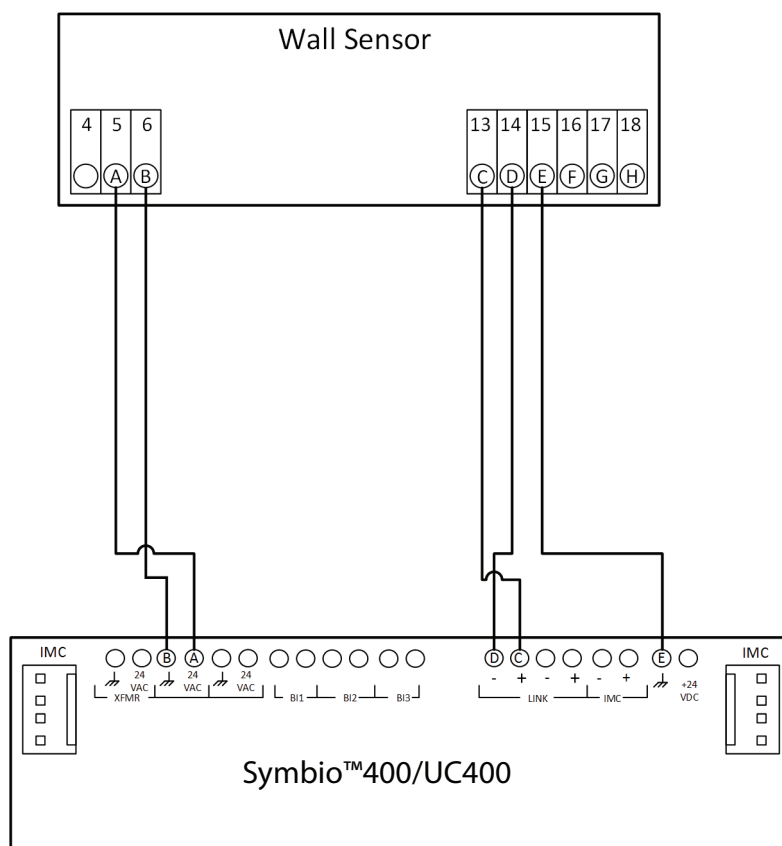 Wall Sensor
4 5 6
13 14 15 16 17 18
A B
C D E F G H
IMC
B A
D C
E
IMC
24 VAC
24 VAC
24 VAC
- + - + - +
+24 VDC
XFMR
BI1 BI2 BI3
LINK
IMC
Symbio™400/UC400